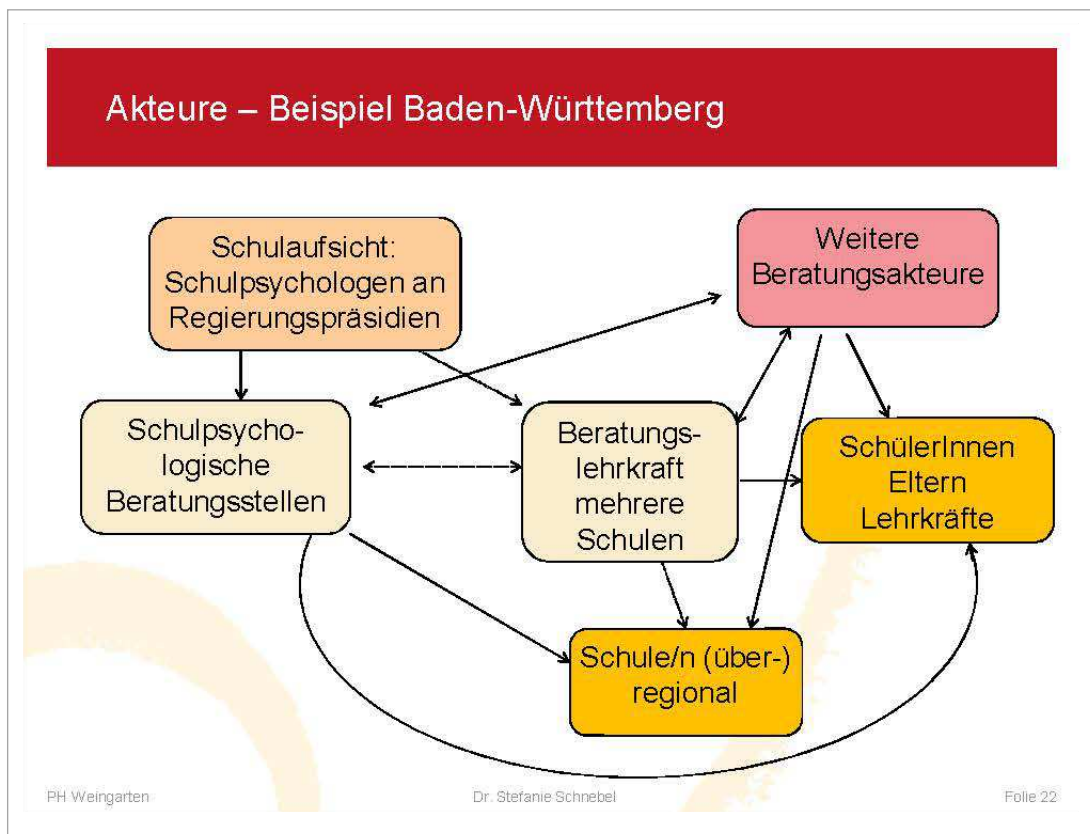 Akteure – Beispiel Baden-Württemberg
Schulaufsicht:
Schulpsychologen an
Regierungspräsidien
Weitere
Beratungsakteure
Schulpsycho-
logische
Beratungsstellen
Beratungs-
lehrkraft
mehrere
Schulen
SchülerInnen
Eltern
Lehrkräfte
Schule/n (über-)
regional
PH Weingarten
Dr. Stefanie Schnebel
Folie 22